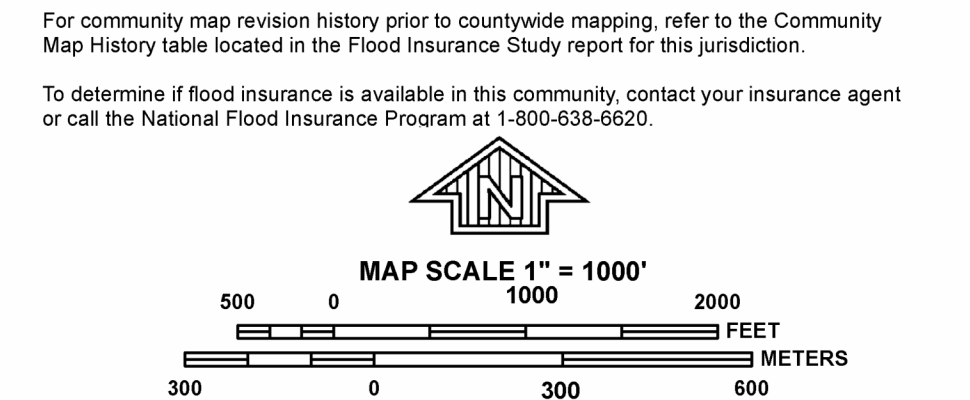 For community map revision history prior to countywide mapping, refer to the Community
Map History table located in the Flood Insurance Study report for this jurisdiction.
To determine if flood insurance is available in this community, contact your insurance agent
or call the National Flood Insurance Program at 1-800-638-6620.
N
MAP SCALE 1" = 1000'
500 0 1000 2000
FEET
METERS
300 0 300 600